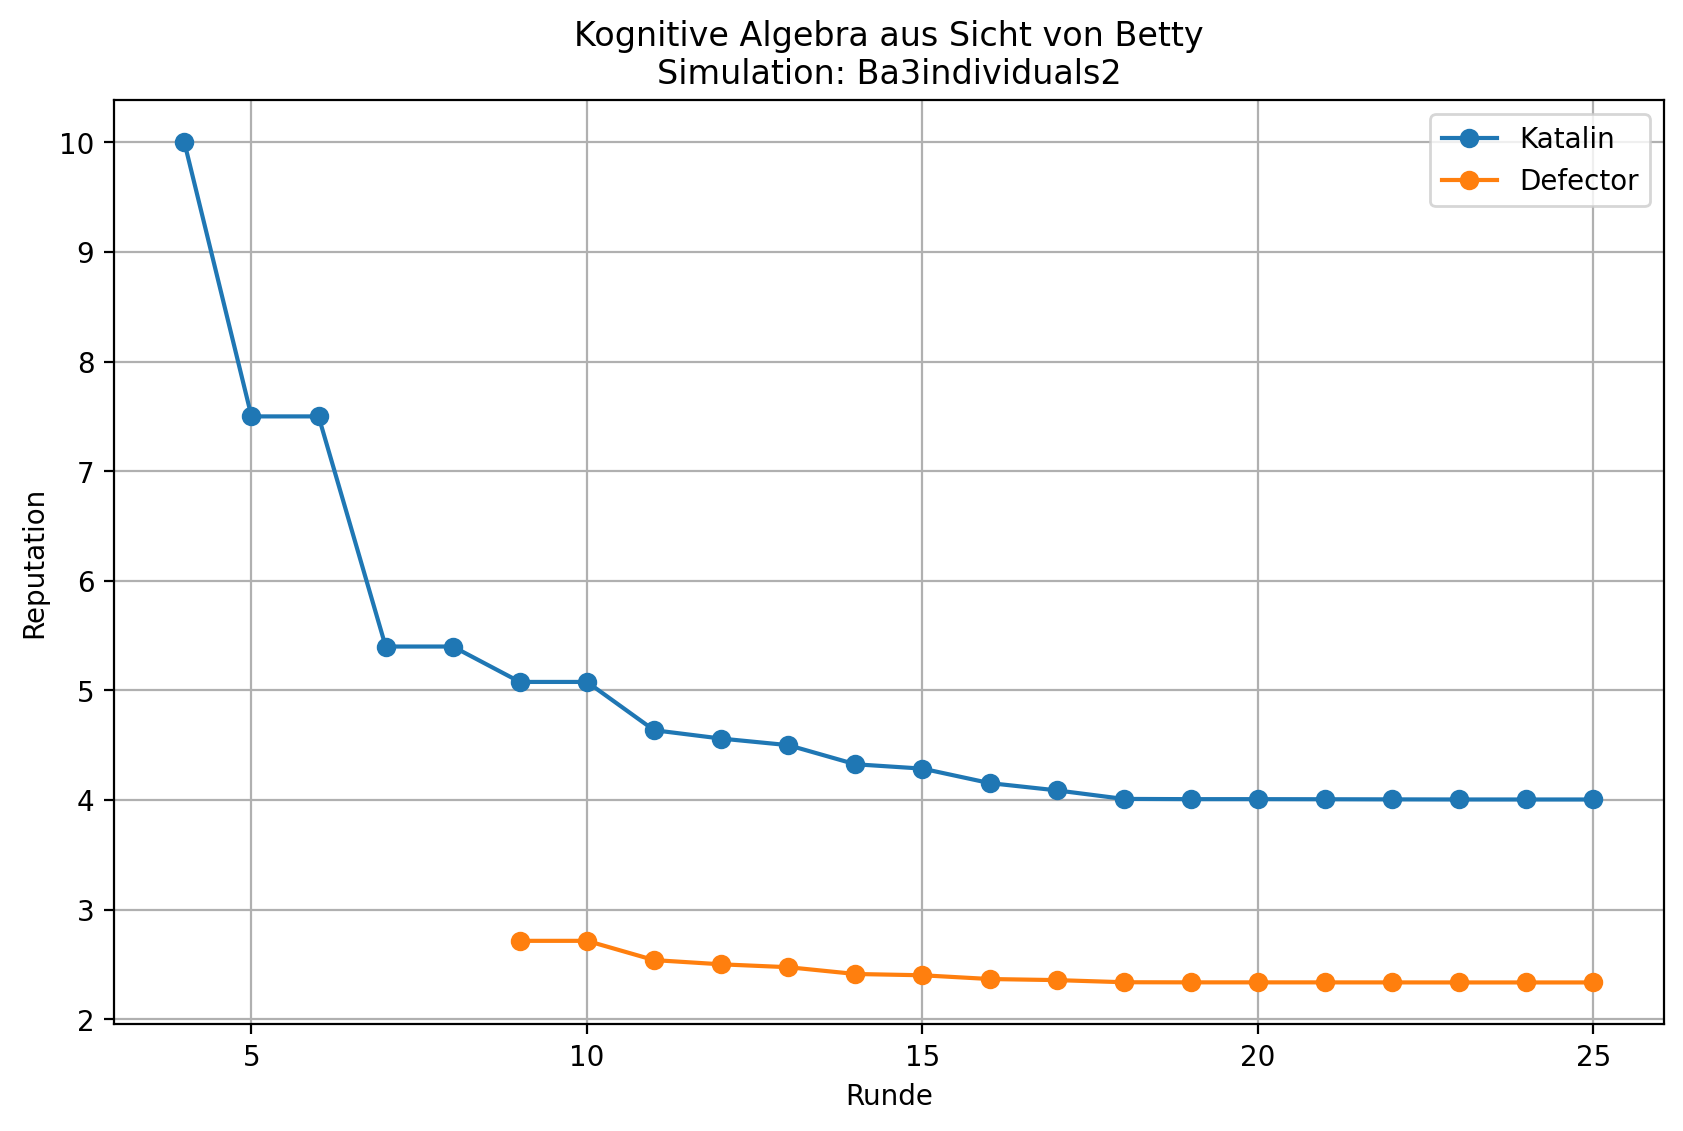 Kognitive Algebra aus Sicht von Betty
Simulation: Ba3individuals2
Katalin
Defector
10
9
8
7
6
5
4
3
2
Reputation
5
10
15
20
25
Runde